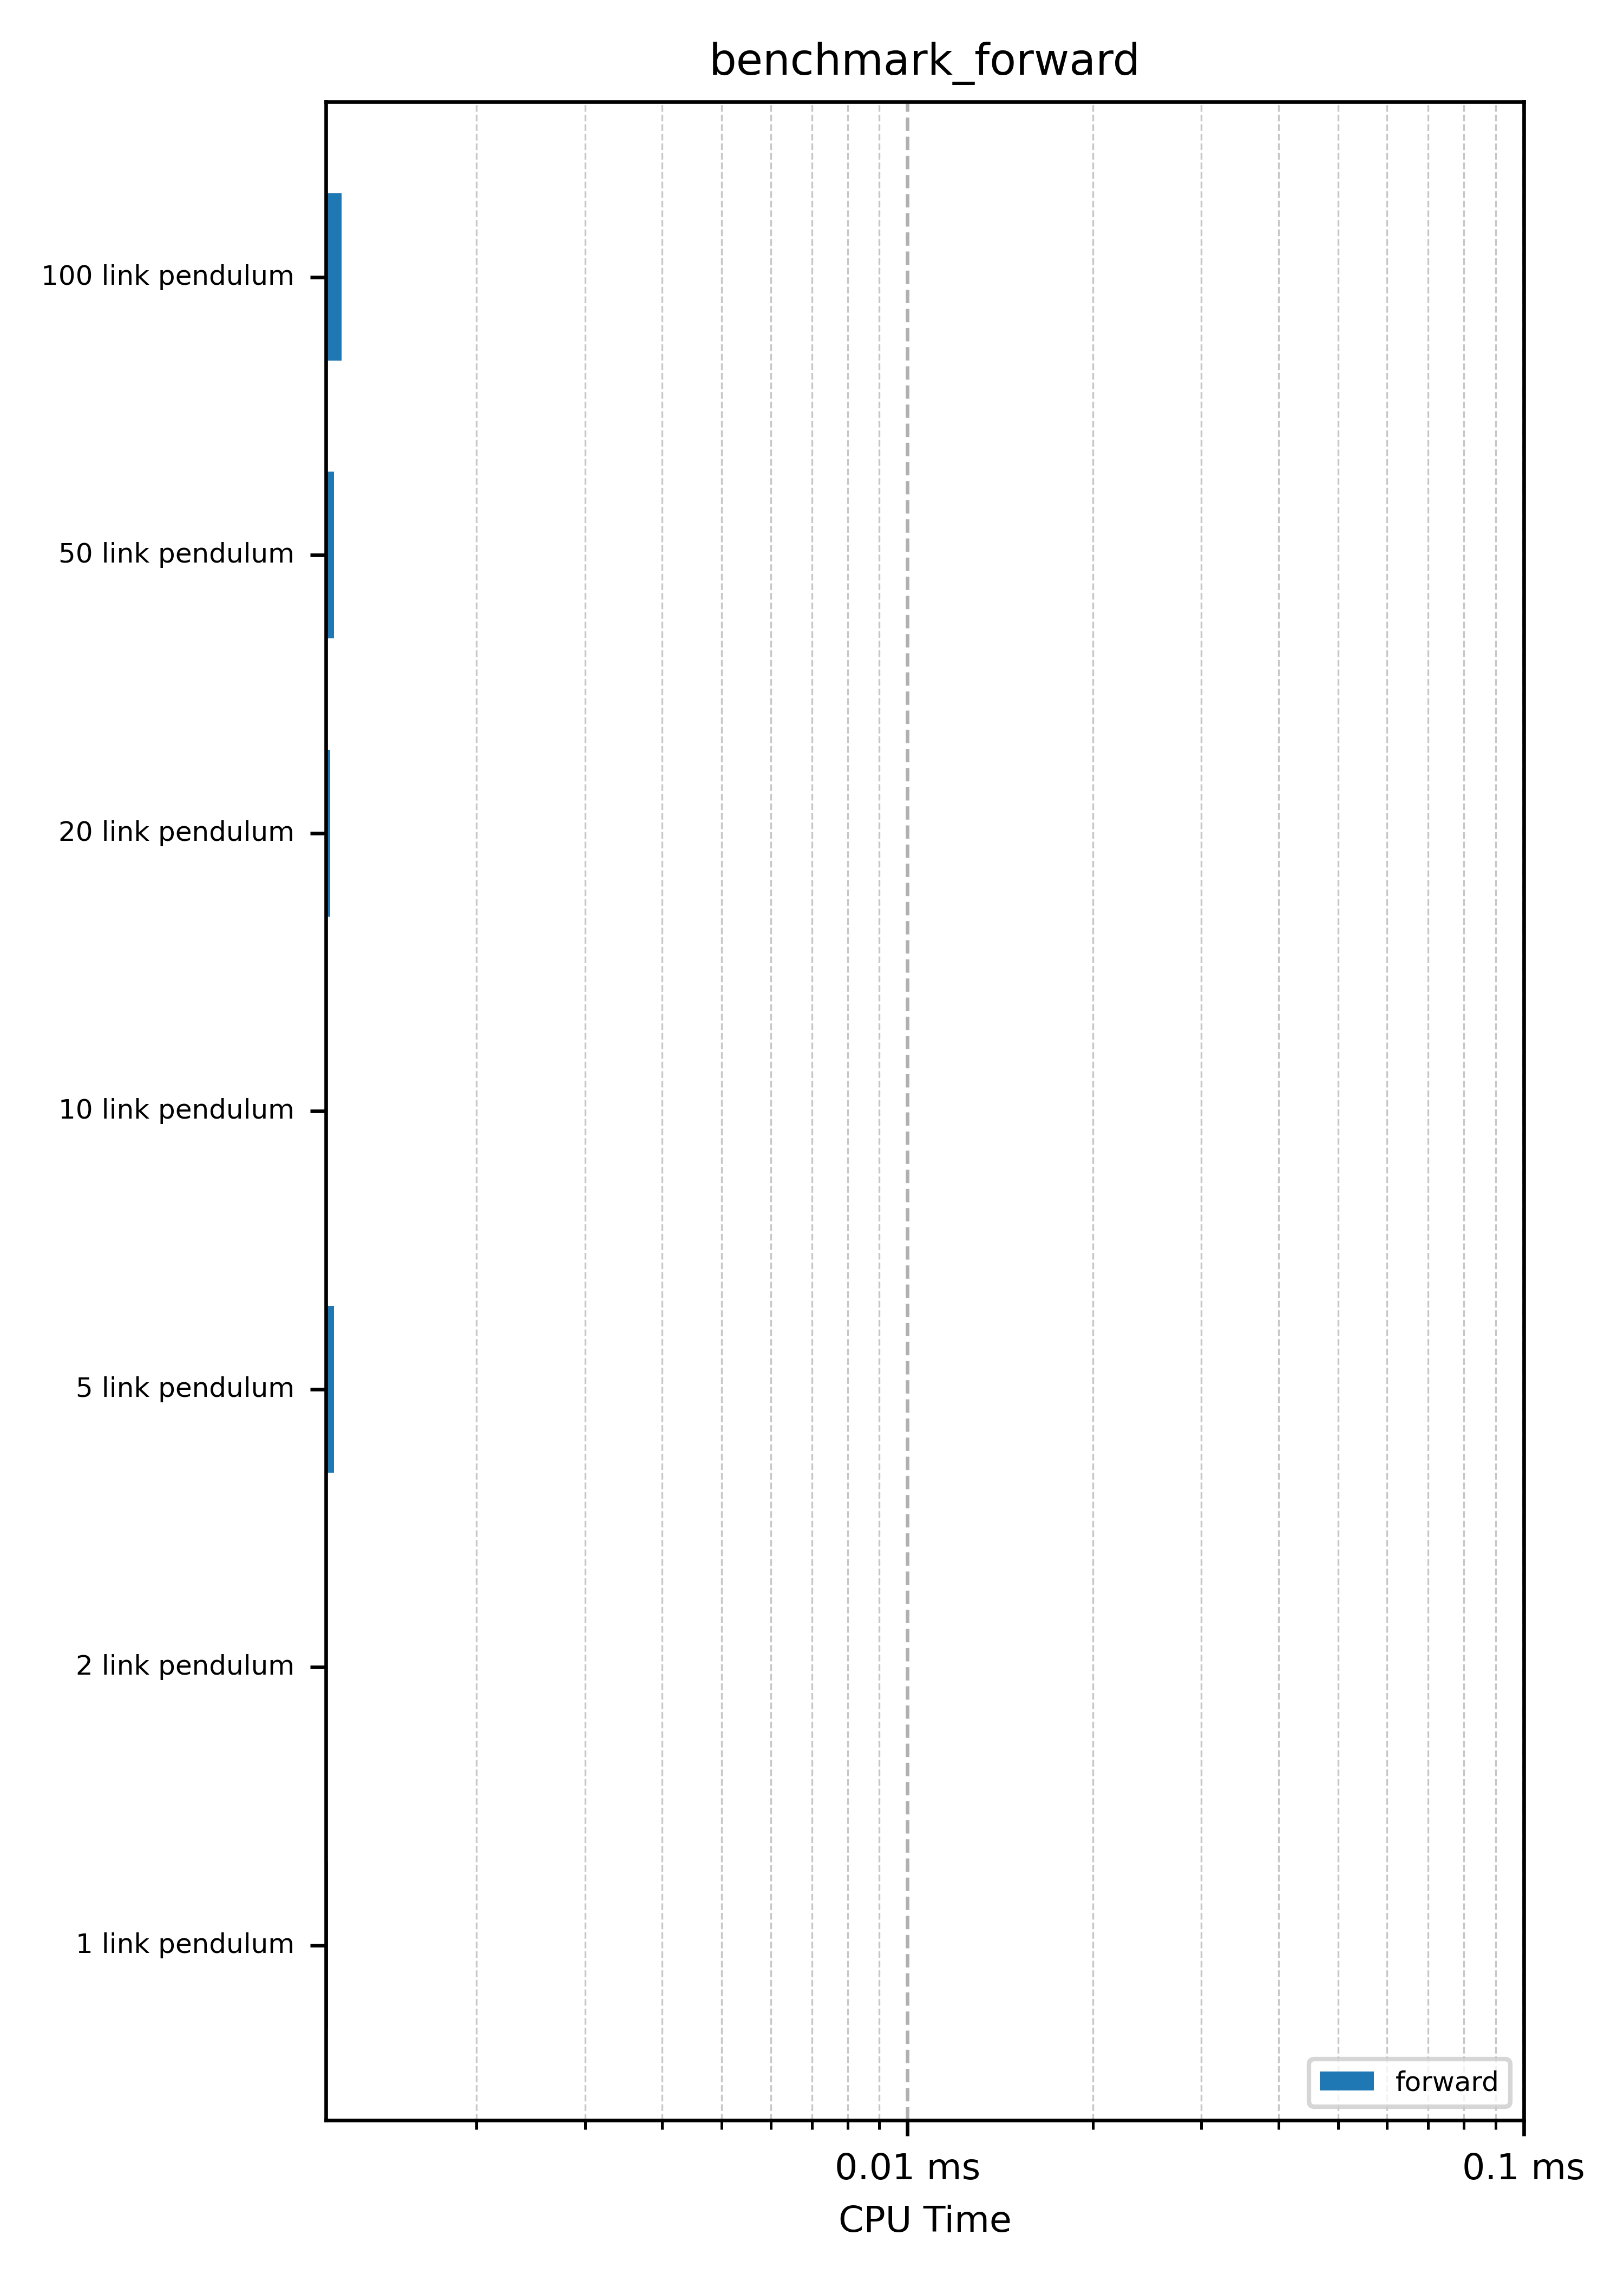 benchmark_forward
100 link pendulum
50 link pendulum
20 link pendulum
10 link pendulum
5 link pendulum
2 link pendulum
1 link pendulum
forward
0.01 ms
0.1 ms
CPU Time